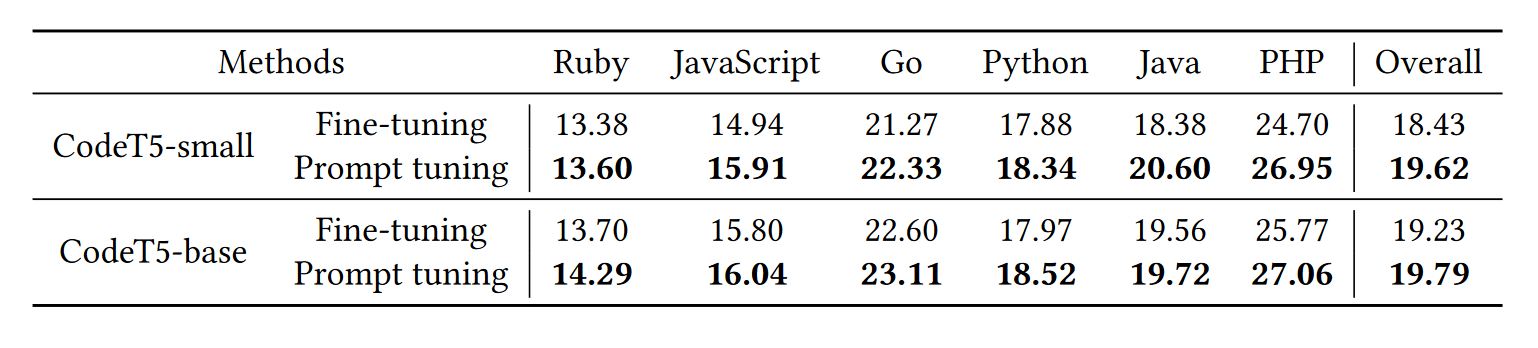 Methods Ruby JavaScript Go Python Java PHP Overall
CodeT5-small Fine-tuning 13.38 14.94 21.27 17.88 18.38 24.70 18.43
Prompt tuning 13.60 15.91 22.33 18.34 20.60 26.95 19.62
CodeT5-base Fine-tuning 13.70 15.80 22.60 17.97 19.56 25.77 19.23
Prompt tuning 14.29 16.04 23.11 18.52 19.72 27.06 19.79